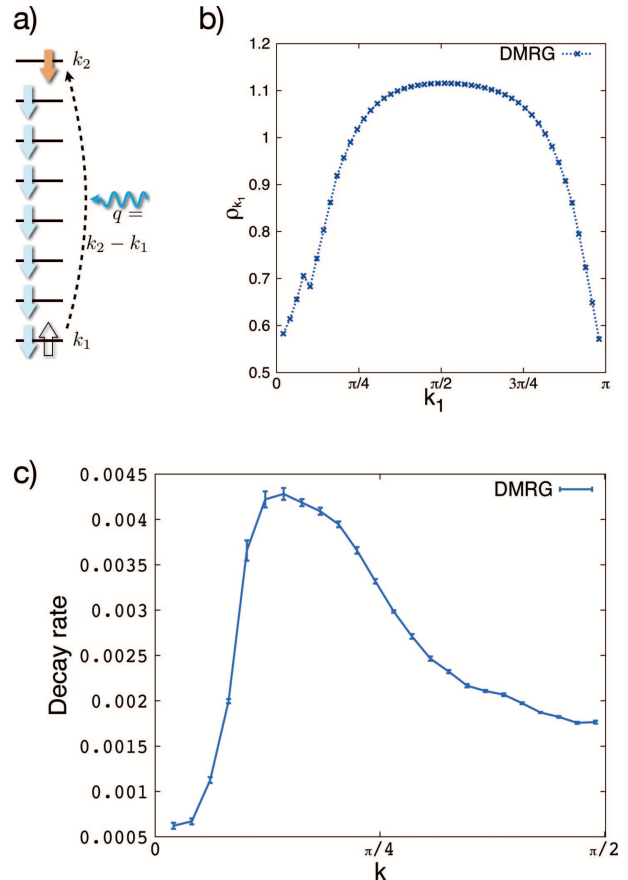 a)
k₂
q =
k₂ − k₁
k₁
b)
1.2
1.1
1
0.9
0.8
0.7
0.6
0.5
ρk₁
DMRG
0
π/4
π/2
3π/4
π
k₁
c)
0.0045
0.004
0.0035
0.003
0.0025
0.002
0.0015
0.001
0.0005
Decay rate
DMRG
0
π/4
π/2
k